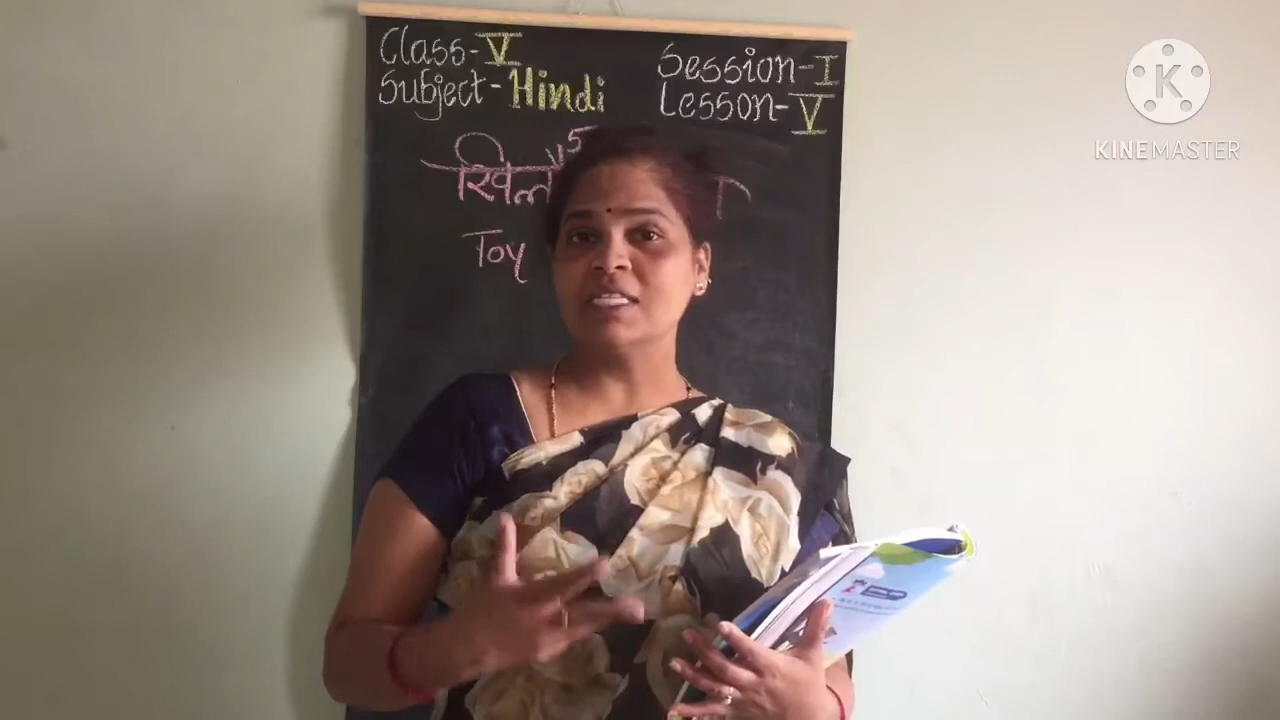 Class-V
Subject-Hindi
Session-I
Lesson-V
Toy
KINEMASTER